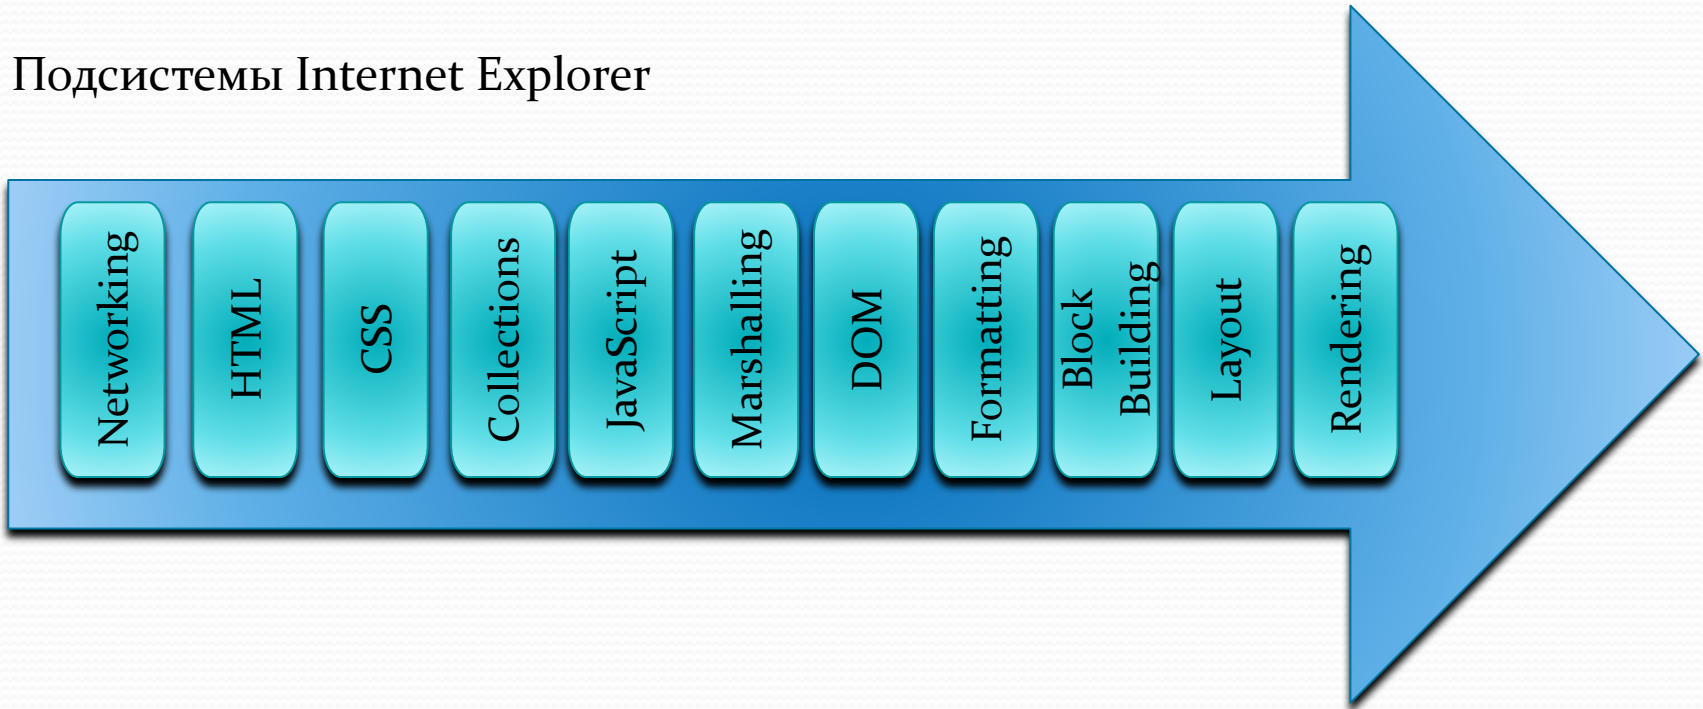 Подсистемы Internet Explorer
Networking
HTML
CSS
Collections
JavaScript
Marshalling
DOM
Formatting
Block
Building
Layout
Rendering